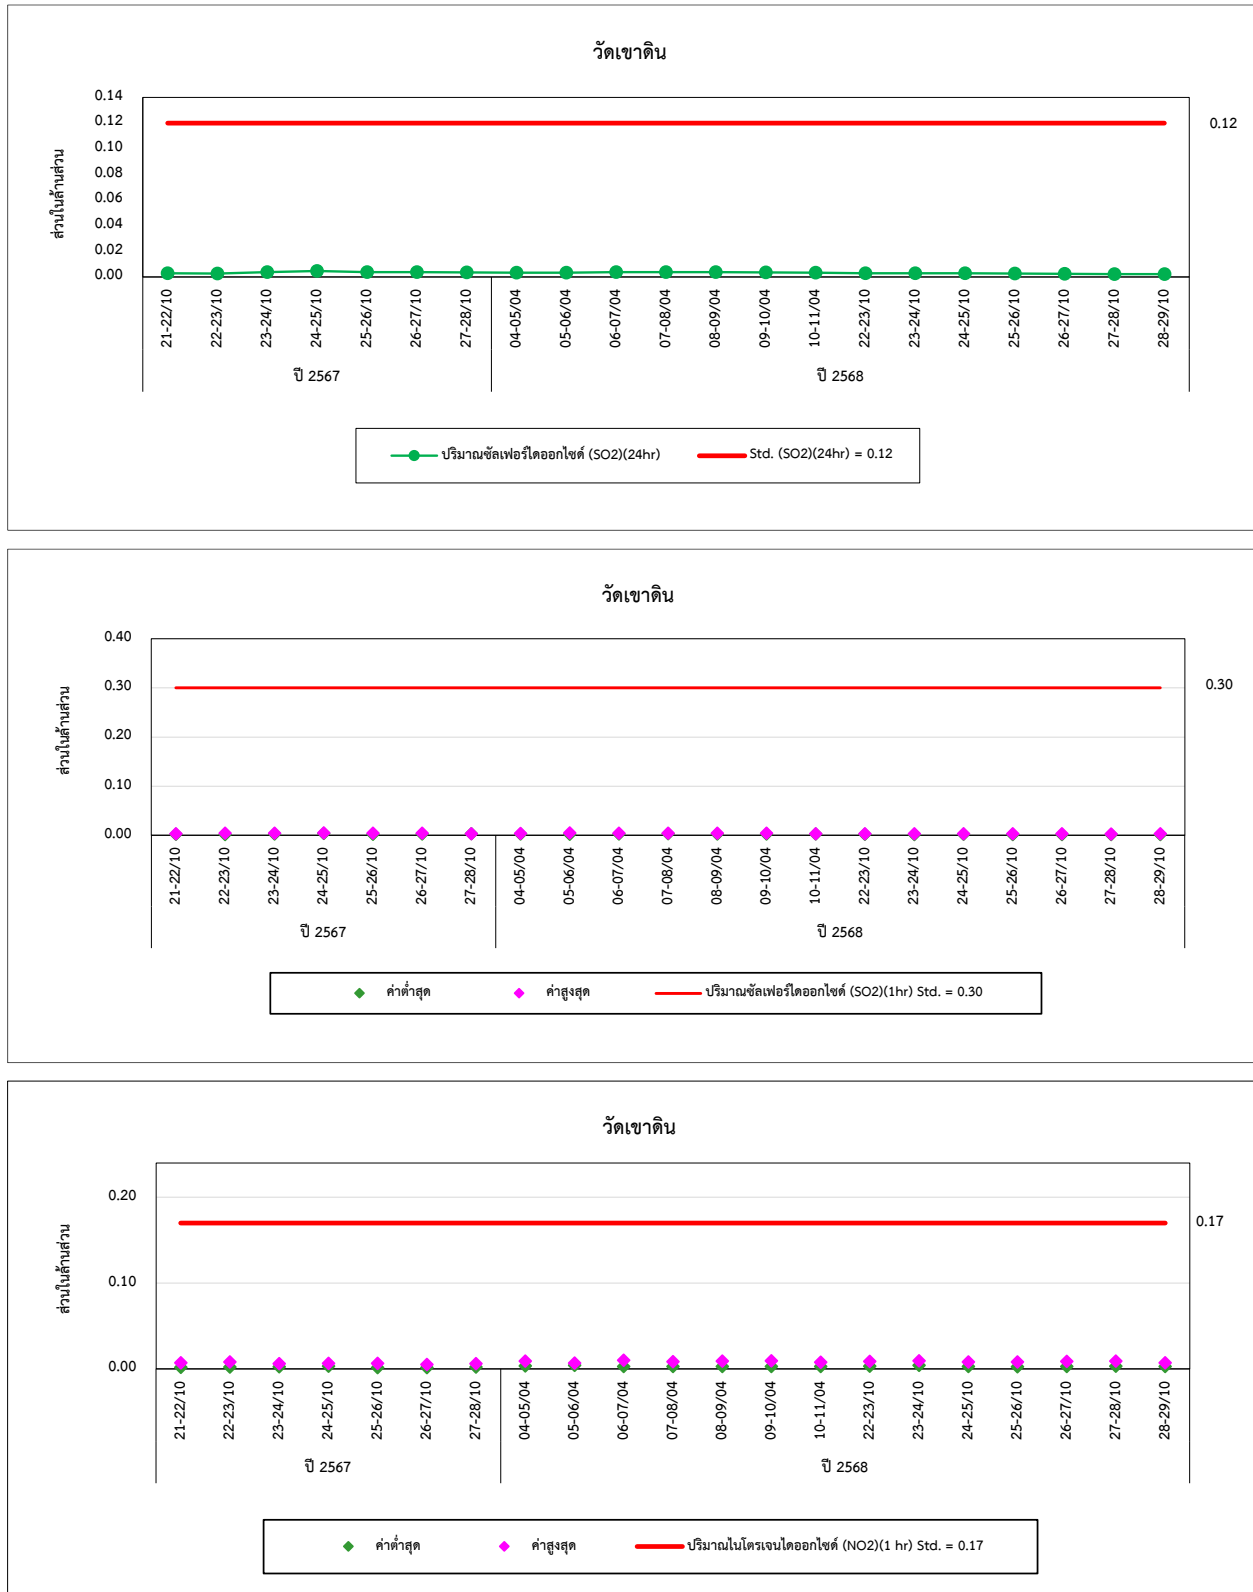 วัดเขาดิน
0.14
0.12
0.10
0.08
0.06
0.04
0.02
0.00
ส่วนในล้านส่วน
0.12
21-22/10 22-23/10 23-24/10 24-25/10 25-26/10 26-27/10 27-28/10 04-05/04 05-06/04 06-07/04 07-08/04 08-09/04 09-10/04 10-11/04 22-23/10 23-24/10 24-25/10 25-26/10 26-27/10 27-28/10 28-29/10
ปี 2567 ปี 2568
ปริมาณซัลเฟอร์ไดออกไซด์ (SO2)(24hr) Std. (SO2)(24hr) = 0.12
วัดเขาดิน
0.40
0.30
0.20
0.10
0.00
ส่วนในล้านส่วน
0.30
21-22/10 22-23/10 23-24/10 24-25/10 25-26/10 26-27/10 27-28/10 04-05/04 05-06/04 06-07/04 07-08/04 08-09/04 09-10/04 10-11/04 22-23/10 23-24/10 24-25/10 25-26/10 26-27/10 27-28/10 28-29/10
ปี 2567 ปี 2568
ค่าต่ำสุด ค่าสูงสุด ปริมาณซัลเฟอร์ไดออกไซด์ (SO2)(1hr) Std. = 0.30
วัดเขาดิน
0.20
0.10
0.00
ส่วนในล้านส่วน
0.17
21-22/10 22-23/10 23-24/10 24-25/10 25-26/10 26-27/10 27-28/10 04-05/04 05-06/04 06-07/04 07-08/04 08-09/04 09-10/04 10-11/04 22-23/10 23-24/10 24-25/10 25-26/10 26-27/10 27-28/10 28-29/10
ปี 2567 ปี 2568
ค่าต่ำสุด ค่าสูงสุด ปริมาณไนโตรเจนไดออกไซด์ (NO2)(1 hr) Std. = 0.17